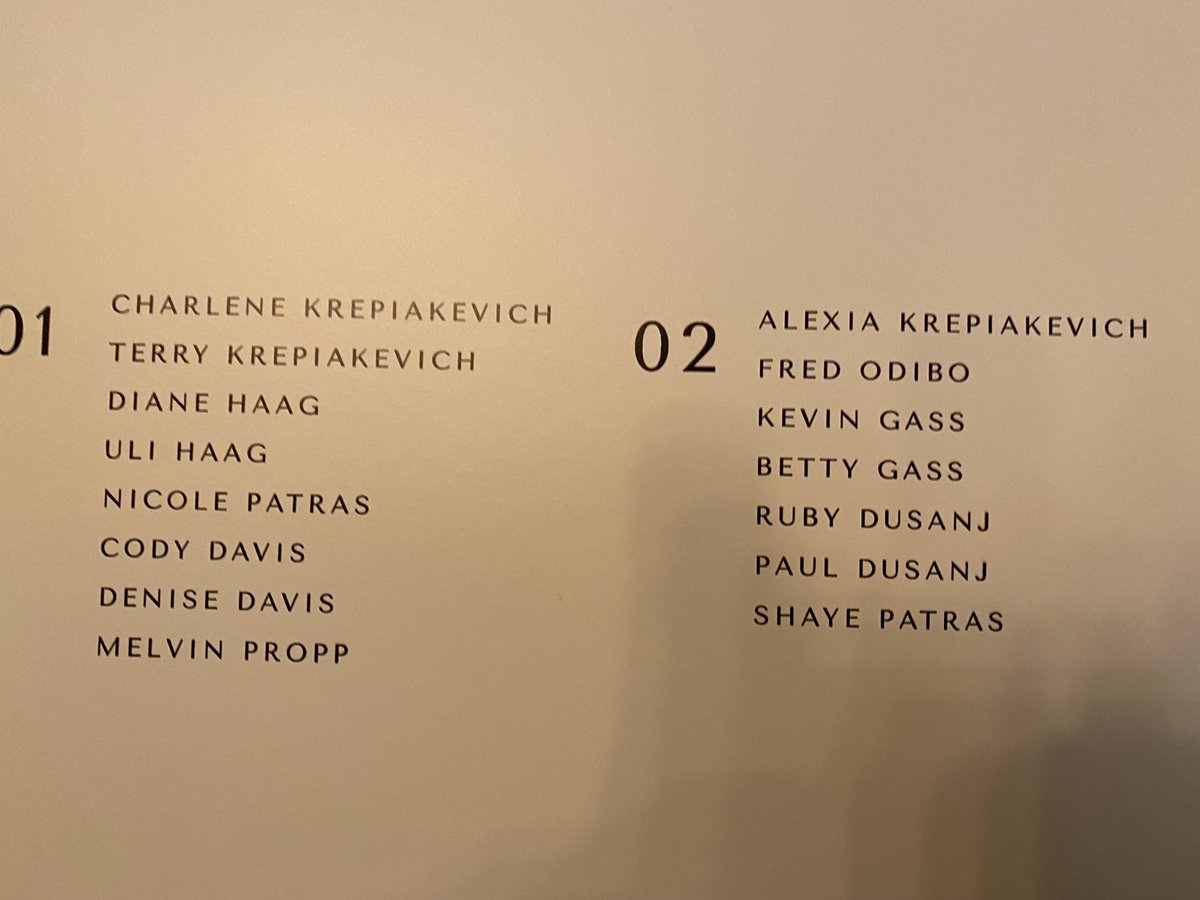 01
CHARLENE KREPIAKEVICH
TERRY KREPIAKEVICH
DIANE HAAG
ULI HAAG
NICOLE PATRAS
CODY DAVIS
DENISE DAVIS
MELVIN PROPP
02
ALEXIA KREPIAKEVICH
FRED ODIBO
KEVIN GASS
BETTY GASS
RUBY DUSANJ
PAUL DUSANJ
SHAYE PATRAS